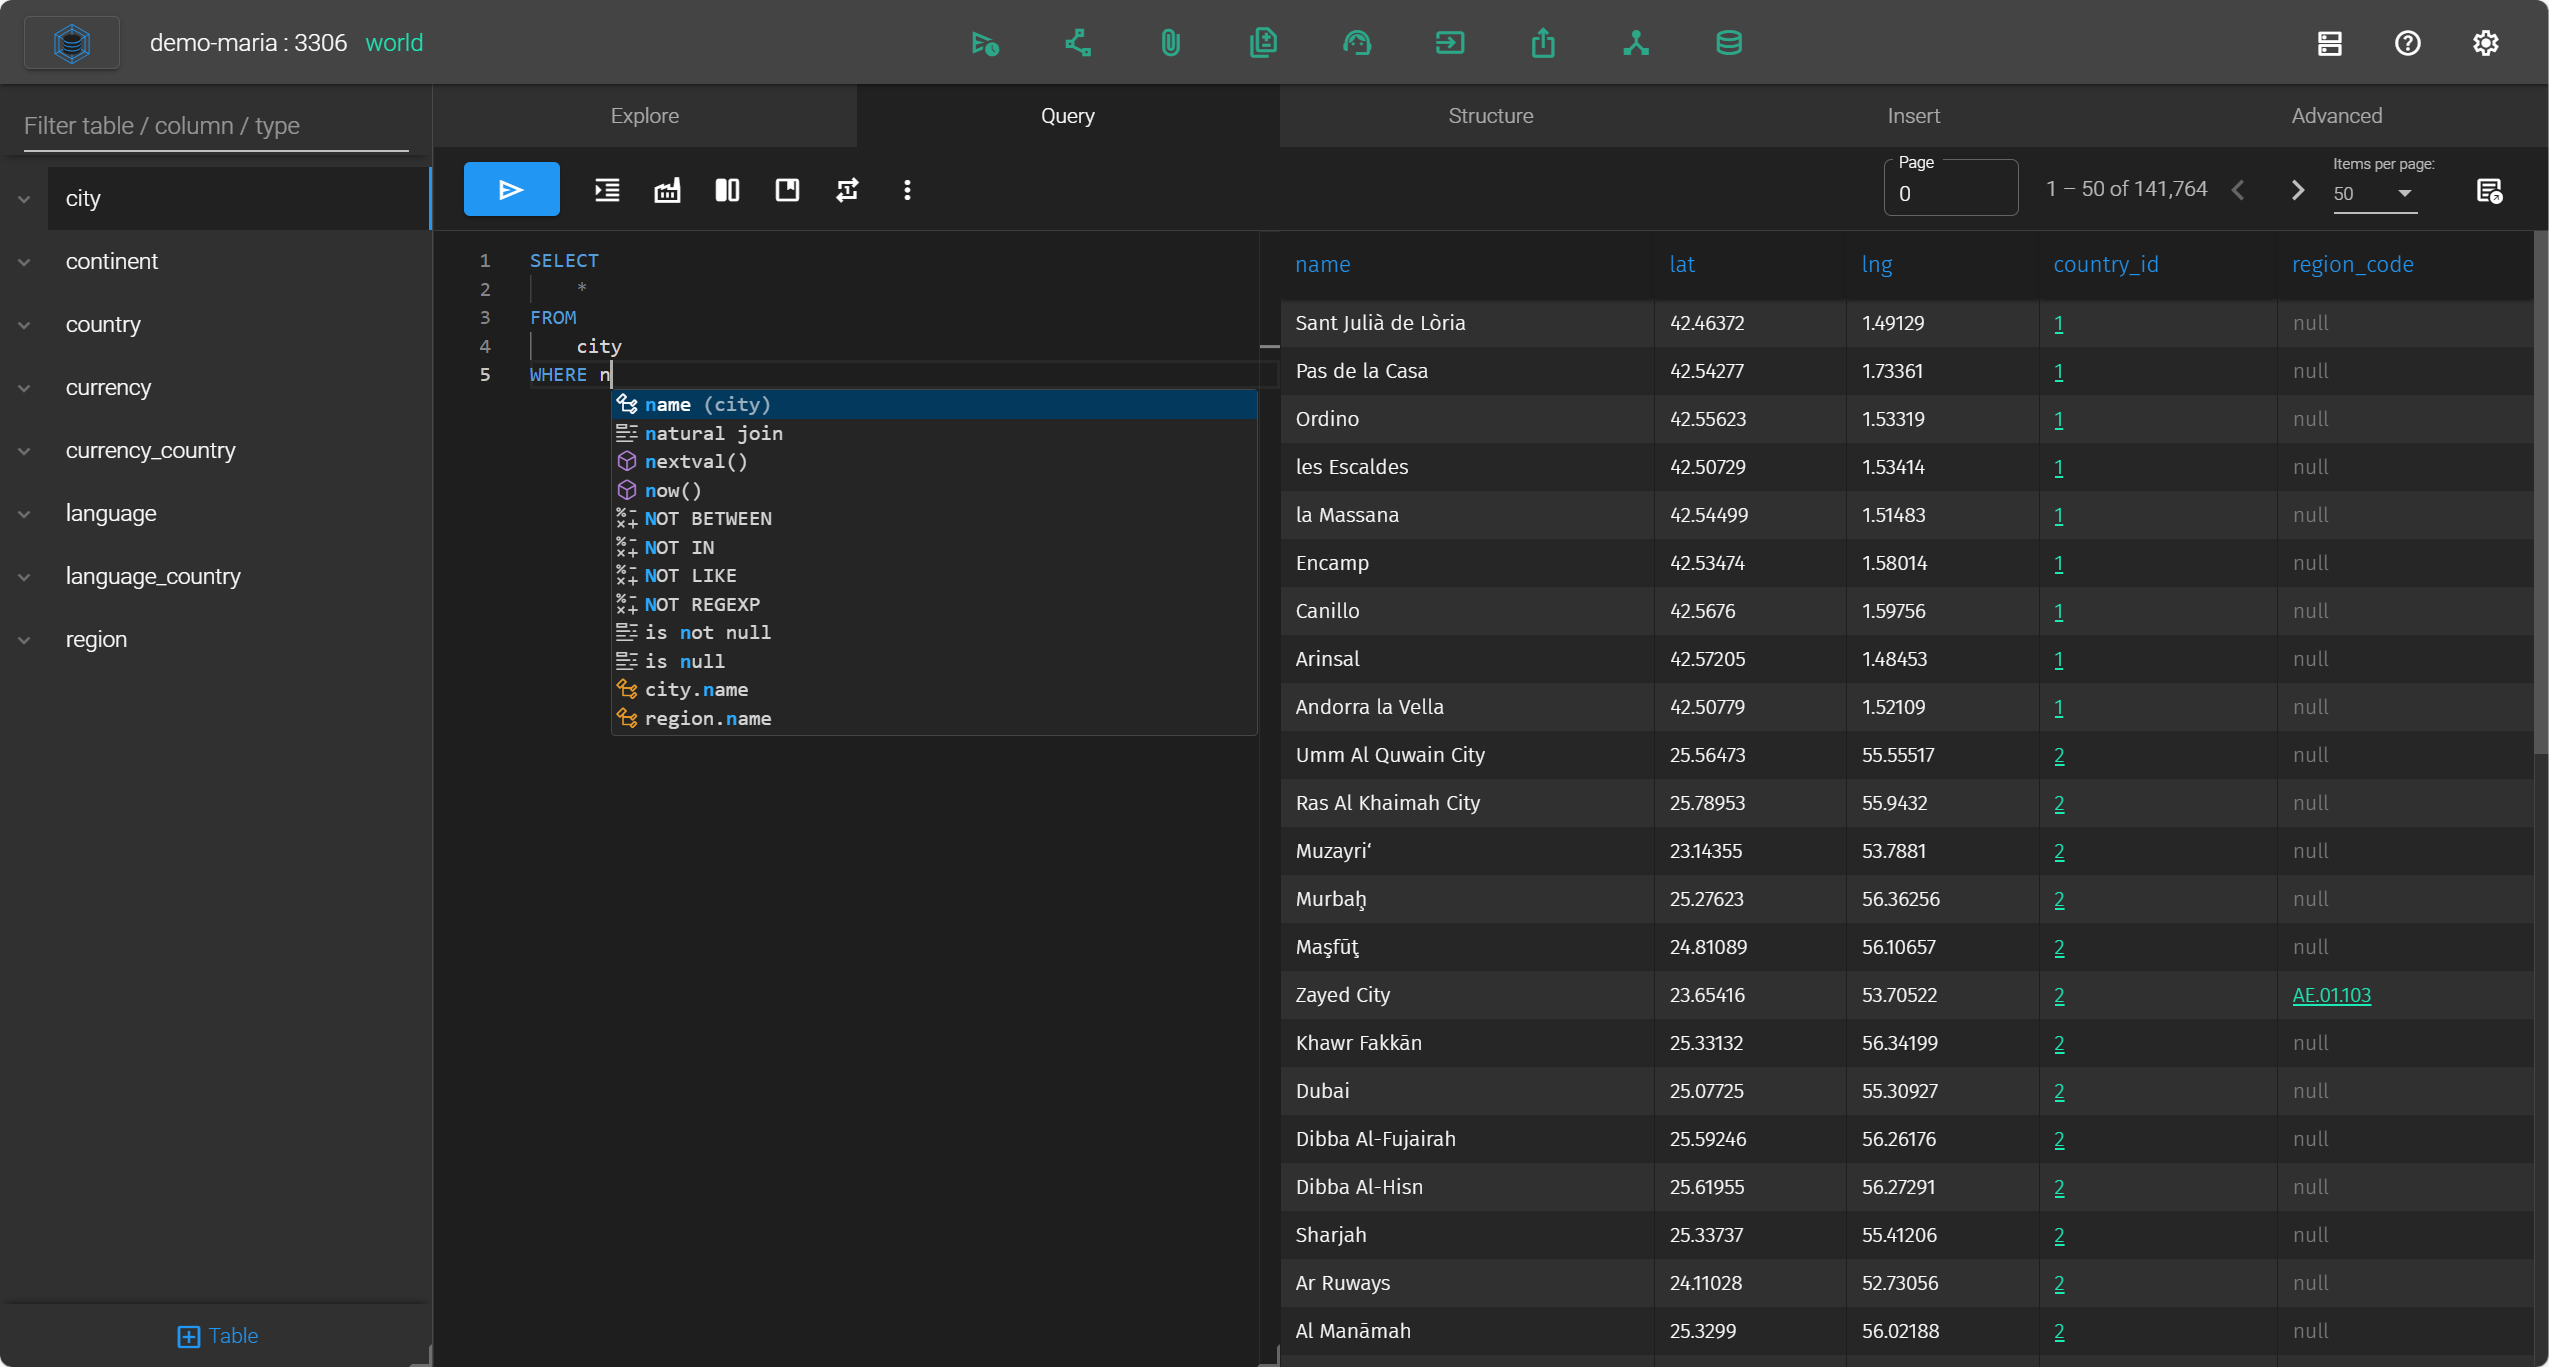 demo-maria : 3306 world
Filter table / column / type
city
continent
country
currency
currency_country
language
language_country
region
Table
Explore Query Structure Insert Advanced
Page
0
1 – 50 of 141,764
Items per page:
50
1 SELECT
2 *
3 FROM
4 city
5 WHERE n
name (city)
natural join
nextval()
now()
NOT BETWEEN
NOT IN
NOT LIKE
NOT REGEXP
is not null
is null
city.name
region.name
name lat lng country_id region_code
Sant Julià de Lòria 42.46372 1.49129 1 null
Pas de la Casa 42.54277 1.73361 1 null
Ordino 42.55623 1.53319 1 null
les Escaldes 42.50729 1.53414 1 null
la Massana 42.54499 1.51483 1 null
Encamp 42.53474 1.58014 1 null
Canillo 42.5676 1.59756 1 null
Arinsal 42.57205 1.48453 1 null
Andorra la Vella 42.50779 1.52109 1 null
Umm Al Quwain City 25.56473 55.55517 2 null
Ras Al Khaimah City 25.78953 55.9432 2 null
Muzayri‘ 23.14355 53.7881 2 null
Murbaḩ 25.27623 56.36256 2 null
Maşfūţ 24.81089 56.10657 2 null
Zayed City 23.65416 53.70522 2 AE.01.103
Khawr Fakkān 25.33132 56.34199 2 null
Dubai 25.07725 55.30927 2 null
Dibba Al-Fujairah 25.59246 56.26176 2 null
Dibba Al-Hisn 25.61955 56.27291 2 null
Sharjah 25.33737 55.41206 2 null
Ar Ruways 24.11028 52.73056 2 null
Al Manāmah 25.3299 56.02188 2 null